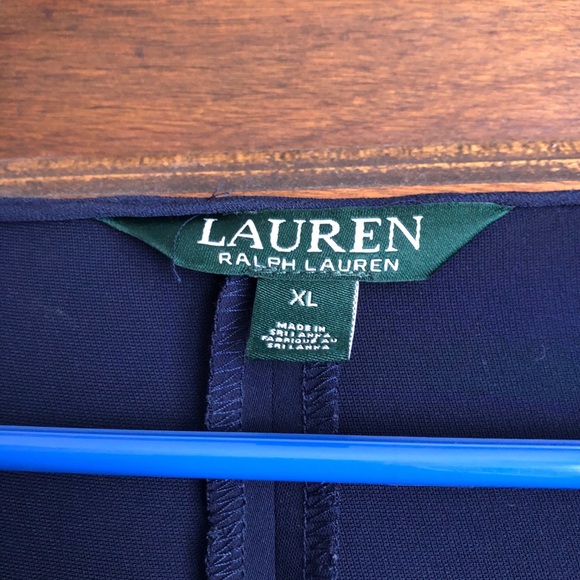 LAUREN
RALPH LAUREN
XL
MADE IN
SRI LANKA
FABRIQUÉ AU
SRI LANKA